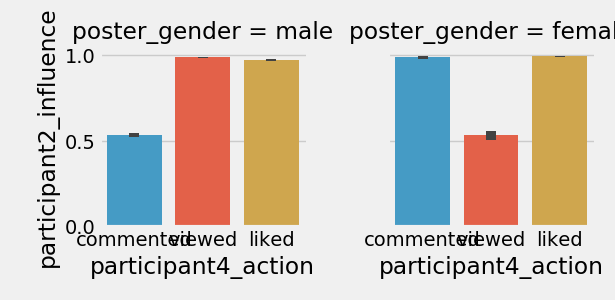 poster_gender = male
poster_gender = femal
participant2_influence
1.0
0.5
0.0
commented viewed liked
commented viewed liked
participant4_action
participant4_action